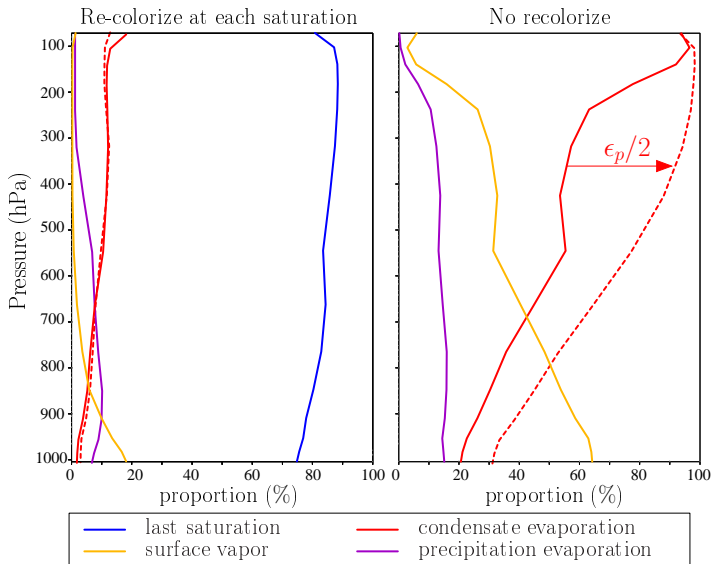 Re-colorize at each saturation
No recolorize
100
200
300
400
500
600
700
800
900
1000
Pressure (hPa)
ϵp/2
0 20 40 60 80 100
0 20 40 60 80 100
proportion (%)
proportion (%)
last saturation
condensate evaporation
surface vapor
precipitation evaporation